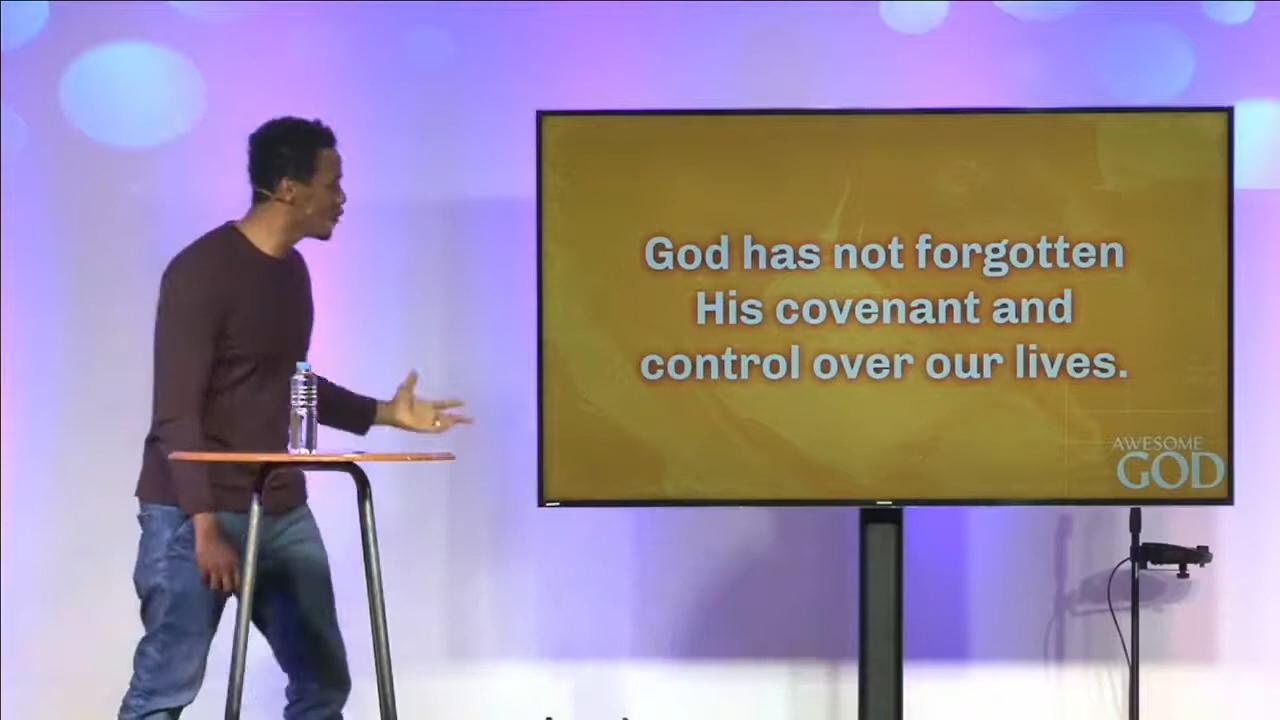 God has not forgotten
His covenant and
control over our lives.
AWESOME
GOD